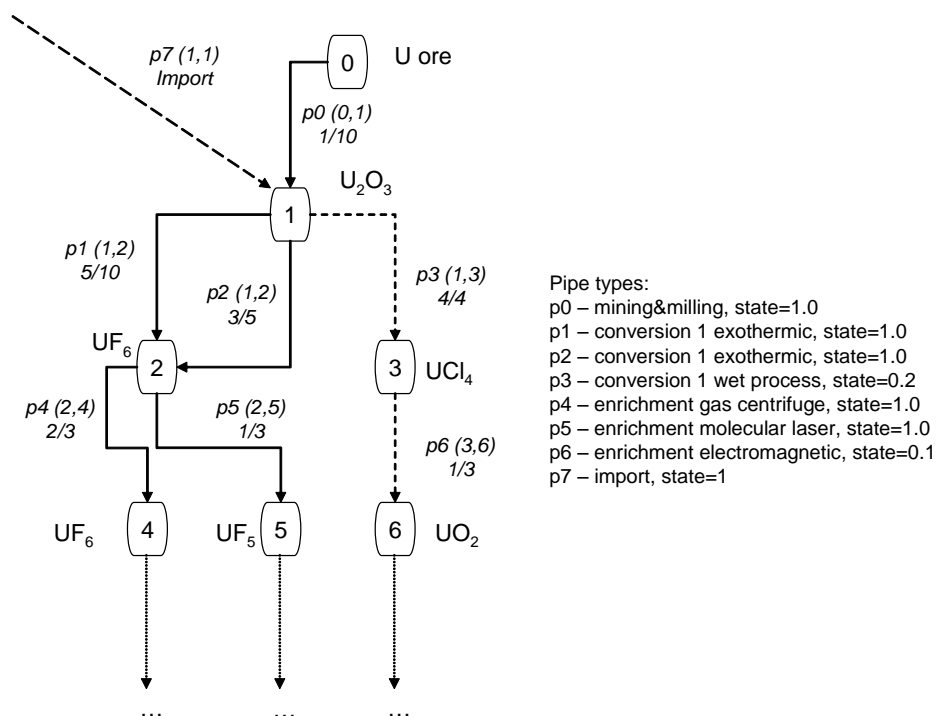 p7 (1,1)
Import
0
U ore
p0 (0,1)
1/10
U₂O₃
1
p1 (1,2)
5/10
p2 (1,2)
3/5
p3 (1,3)
4/4
UF₆
2
3
UCl₄
p4 (2,4)
2/3
p5 (2,5)
1/3
p6 (3,6)
1/3
UF₆
4
UF₅
5
6
UO₂
...
...
...
Pipe types:
p0 – mining&milling, state=1.0
p1 – conversion 1 exothermic, state=1.0
p2 – conversion 1 exothermic, state=1.0
p3 – conversion 1 wet process, state=0.2
p4 – enrichment gas centrifuge, state=1.0
p5 – enrichment molecular laser, state=1.0
p6 – enrichment electromagnetic, state=0.1
p7 – import, state=1